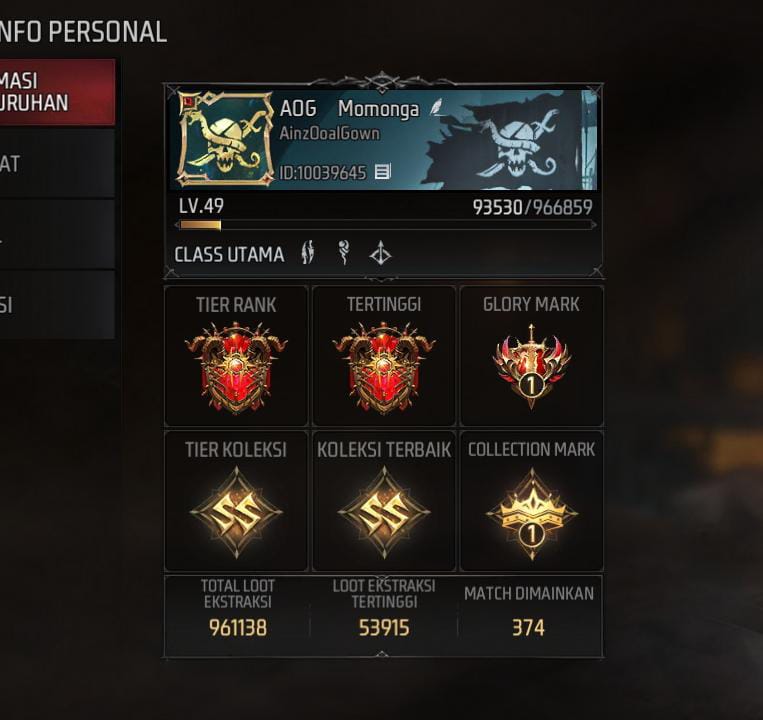 NFO PERSONAL
MASI
URUHAN
AT
SI
AOG Momonga
AinzOoalGown
ID:10039645
LV.49
93530/966859
CLASS UTAMA
TIER RANK
TERTINGGI
GLORY MARK
1
TIER KOLEKSI
KOLEKSI TERBAIK
COLLECTION MARK
SS
SS
1
TOTAL LOOT
EKSTRAKSI
LOOT EKSTRAKSI
TERTINGGI
MATCH DIMAINKAN
961138
53915
374